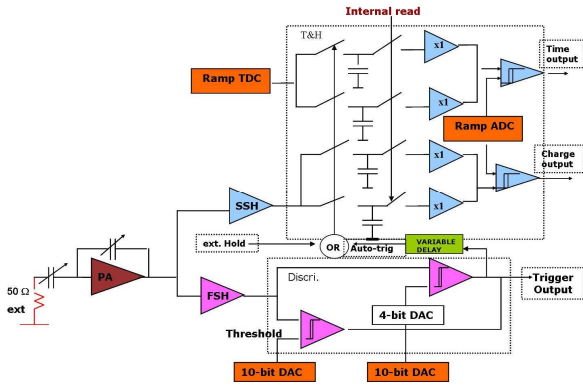 Internal read
T&H
x1
Time
output
Ramp TDC
x1
Ramp ADC
x1
Charge
output
SSH
x1
ext. Hold
OR
Auto-trig
VARIABLE
DELAY
PA
Discri.
50 Ω
ext
FSH
Trigger
Output
4-bit DAC
Threshold
10-bit DAC
10-bit DAC